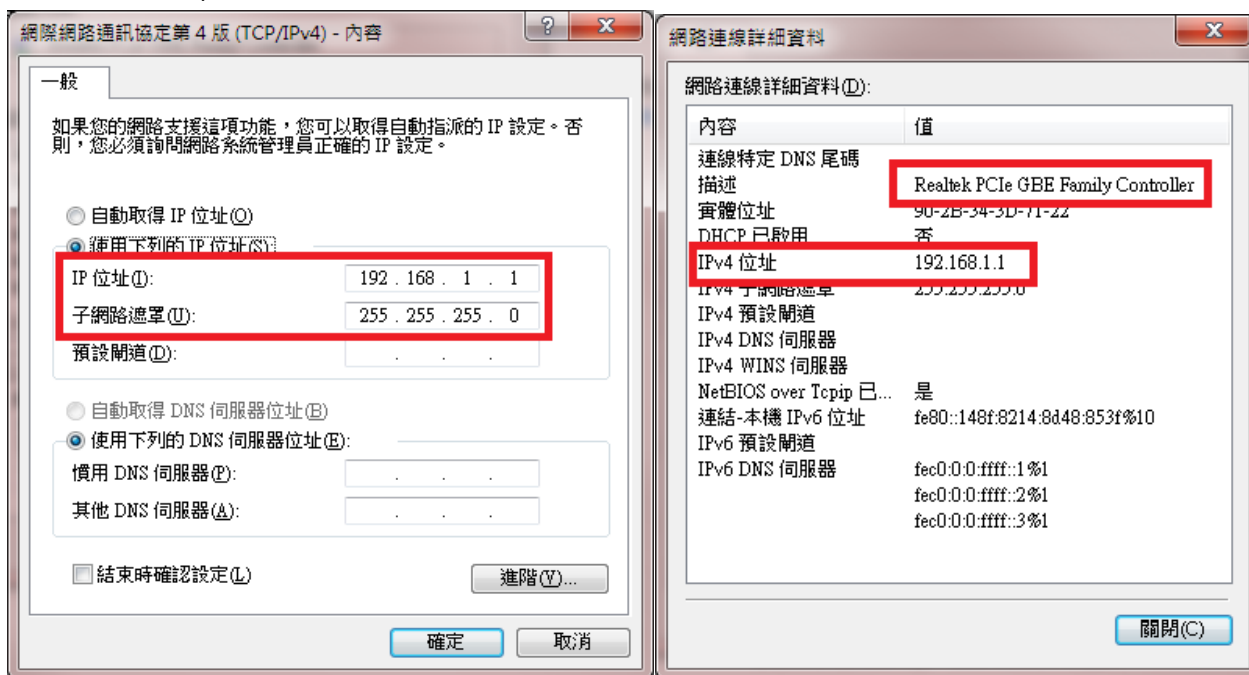 網際網路通訊協定第 4 版 (TCP/IPv4) - 內容
一般
如果您的網路支援這項功能，您可以取得自動指派的 IP 設定。否
則，您必須詢問網路系統管理員正確的 IP 設定。
自動取得 IP 位址(O)
使用下列的 IP 位址(S):
IP 位址(I): 192 . 168 . 1 . 1
子網路遮罩(U): 255 . 255 . 255 . 0
預設閘道(D): . . .
自動取得 DNS 伺服器位址(B)
使用下列的 DNS 伺服器位址(E):
慣用 DNS 伺服器(P): . . .
其他 DNS 伺服器(A): . . .
結束時確認設定(L)
進階(V)...
確定 取消
網路連線詳細資料
網路連線詳細資料(D):
內容 值
連線特定 DNS 尾碼
描述 Realtek PCIe GBE Family Controller
實體位址 90-2B-34-3D-71-22
DHCP 已啟用 否
IPv4 位址 192.168.1.1
IPv4 子網路遮罩 255.255.255.0
IPv4 預設閘道
IPv4 DNS 伺服器
IPv4 WINS 伺服器
NetBIOS over Tcpip 已... 是
連結-本機 IPv6 位址 fe80::148f:8214:8d48:853f%10
IPv6 預設閘道
IPv6 DNS 伺服器 fec0:0:0:ffff::1%1
fec0:0:0:ffff::2%1
fec0:0:0:ffff::3%1
關閉(C)